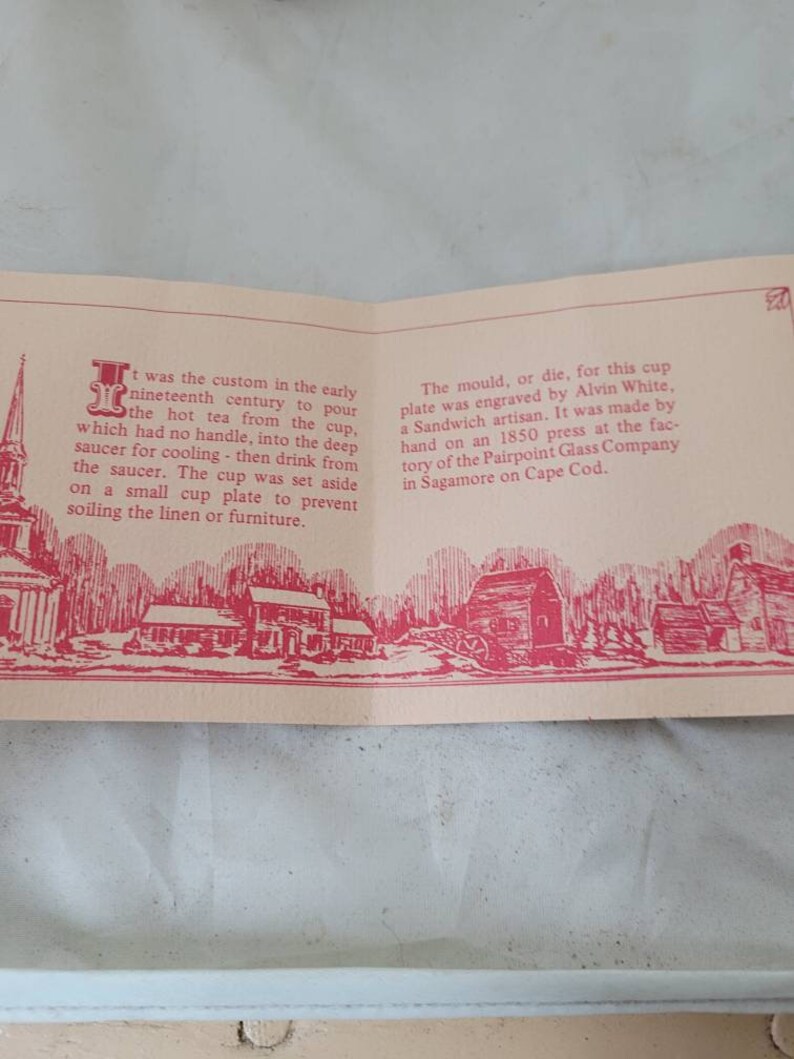 It was the custom in the early
nineteenth century to pour
the hot tea from the cup,
which had no handle, into the deep
saucer for cooling - then drink from
the saucer. The cup was set aside
on a small cup plate to prevent
soiling the linen or furniture.
The mould, or die, for this cup
plate was engraved by Alvin White,
a Sandwich artisan. It was made by
hand on an 1850 press at the fac-
tory of the Pairpoint Glass Company
in Sagamore on Cape Cod.